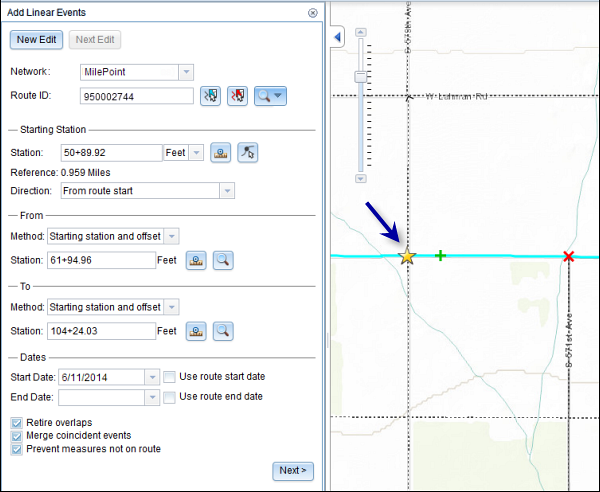 Add Linear Events
New Edit Next Edit
Network: MilePoint
Route ID: 950002744
Starting Station
Station: 50+89.92 Feet
Reference: 0.959 Miles
Direction: From route start
From
Method: Starting station and offset
Station: 61+94.96 Feet
To
Method: Starting station and offset
Station: 104+24.03 Feet
Dates
Start Date: 6/11/2014 Use route start date
End Date: Use route end date
Retire overlaps
Merge coincident events
Prevent measures not on route
Next >
S 579th Ave
W Lahman Rd
S 571st Ave